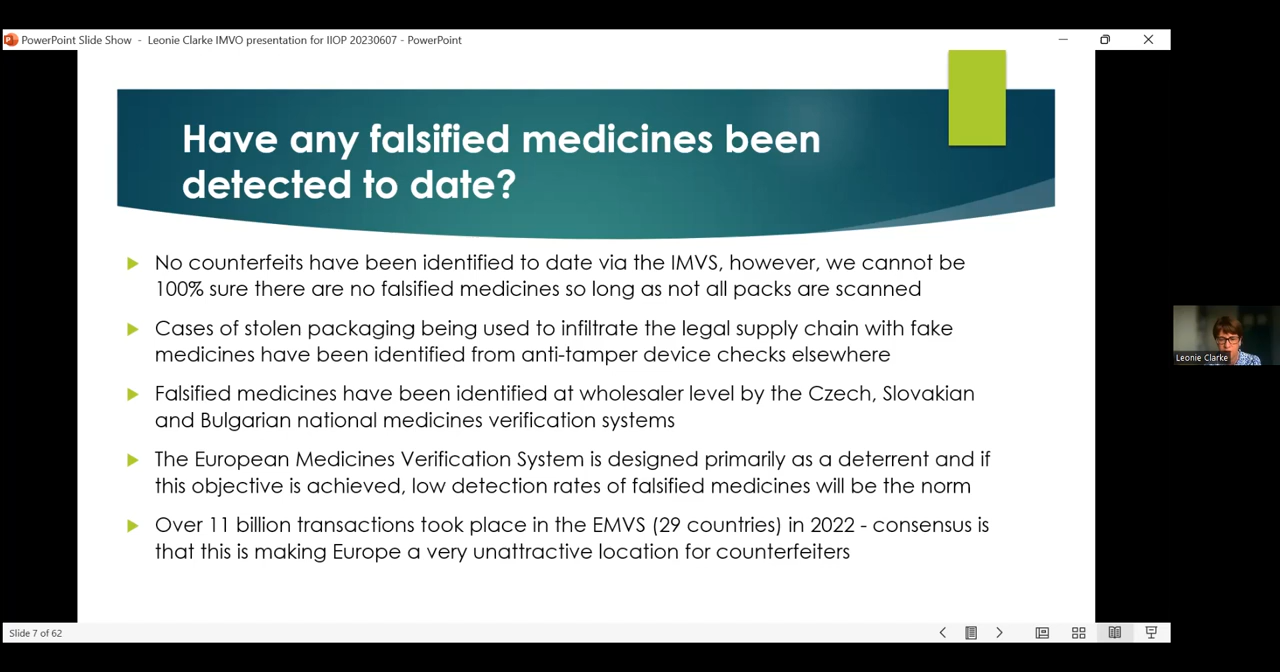 PowerPoint Slide Show - Leonie Clarke IMVO presentation for IIOP 20230607 - PowerPoint
Have any falsified medicines been
detected to date?
No counterfeits have been identified to date via the IMVS, however, we cannot be
100% sure there are no falsified medicines so long as not all packs are scanned
Cases of stolen packaging being used to infiltrate the legal supply chain with fake
medicines have been identified from anti-tamper device checks elsewhere
Falsified medicines have been identified at wholesaler level by the Czech, Slovakian
and Bulgarian national medicines verification systems
The European Medicines Verification System is designed primarily as a deterrent and if
this objective is achieved, low detection rates of falsified medicines will be the norm
Over 11 billion transactions took place in the EMVS (29 countries) in 2022 - consensus is
that this is making Europe a very unattractive location for counterfeiters
Leonie Clarke
Slide 7 of 62